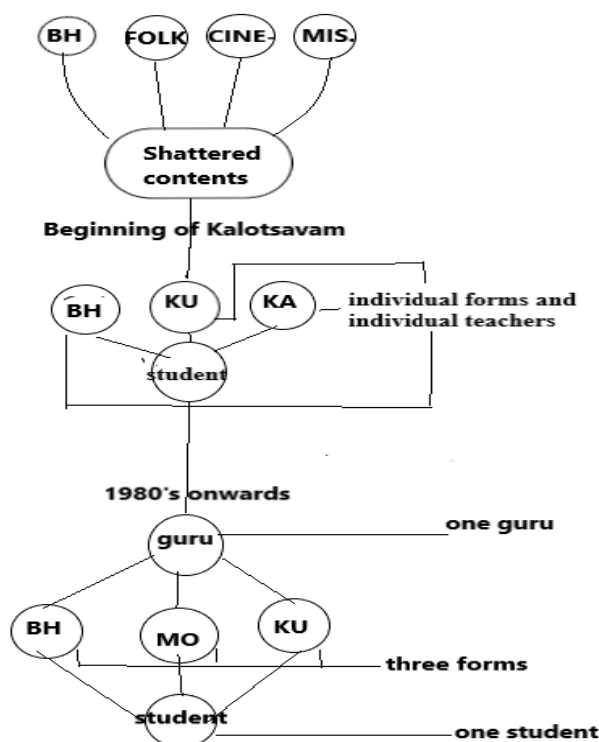 BH
FOLK
CINE-
MIS.
Shattered
contents
Beginning of Kalotsavam
BH
KU
KA
individual forms and
individual teachers
student
1980's onwards
guru
one guru
BH
MO
KU
three forms
student
one student